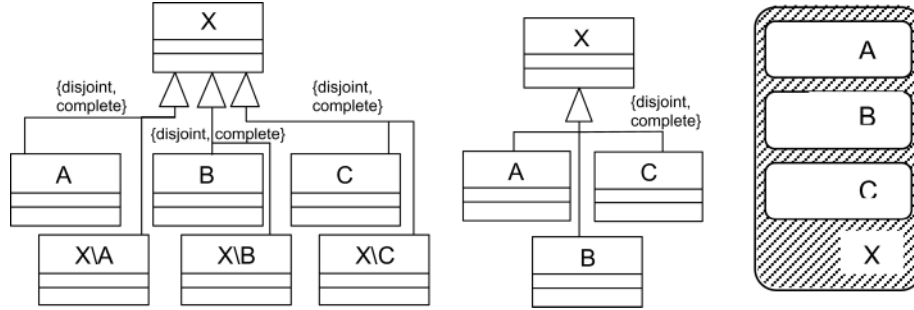 X
{disjoint,
complete}
{disjoint,
complete}
{disjoint, complete}
A
B
C
X\A
X\B
X\C
X
{disjoint,
complete}
A
C
B
A
B
C
X